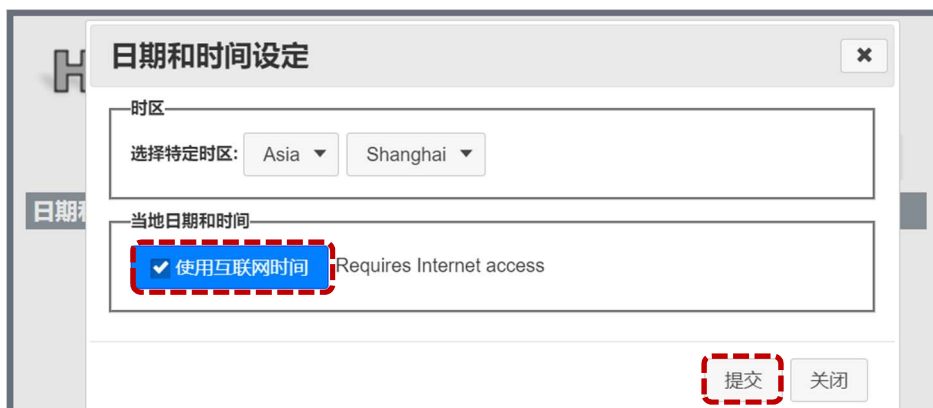 H
日期和时间设定
时区
选择特定时区: Asia Shanghai
日期
当地日期和时间
使用互联网时间 Requires Internet access
提交 关闭